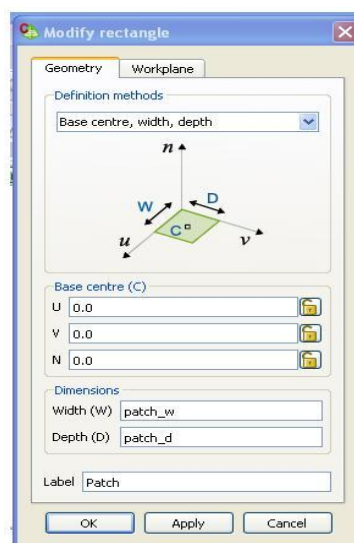 Modify rectangle
Geometry Workplane
Definition methods
Base centre, width, depth
n
W D
C
u v
Base centre (C)
U 0.0
V 0.0
N 0.0
Dimensions
Width (W) patch_w
Depth (D) patch_d
Label Patch
OK Apply Cancel